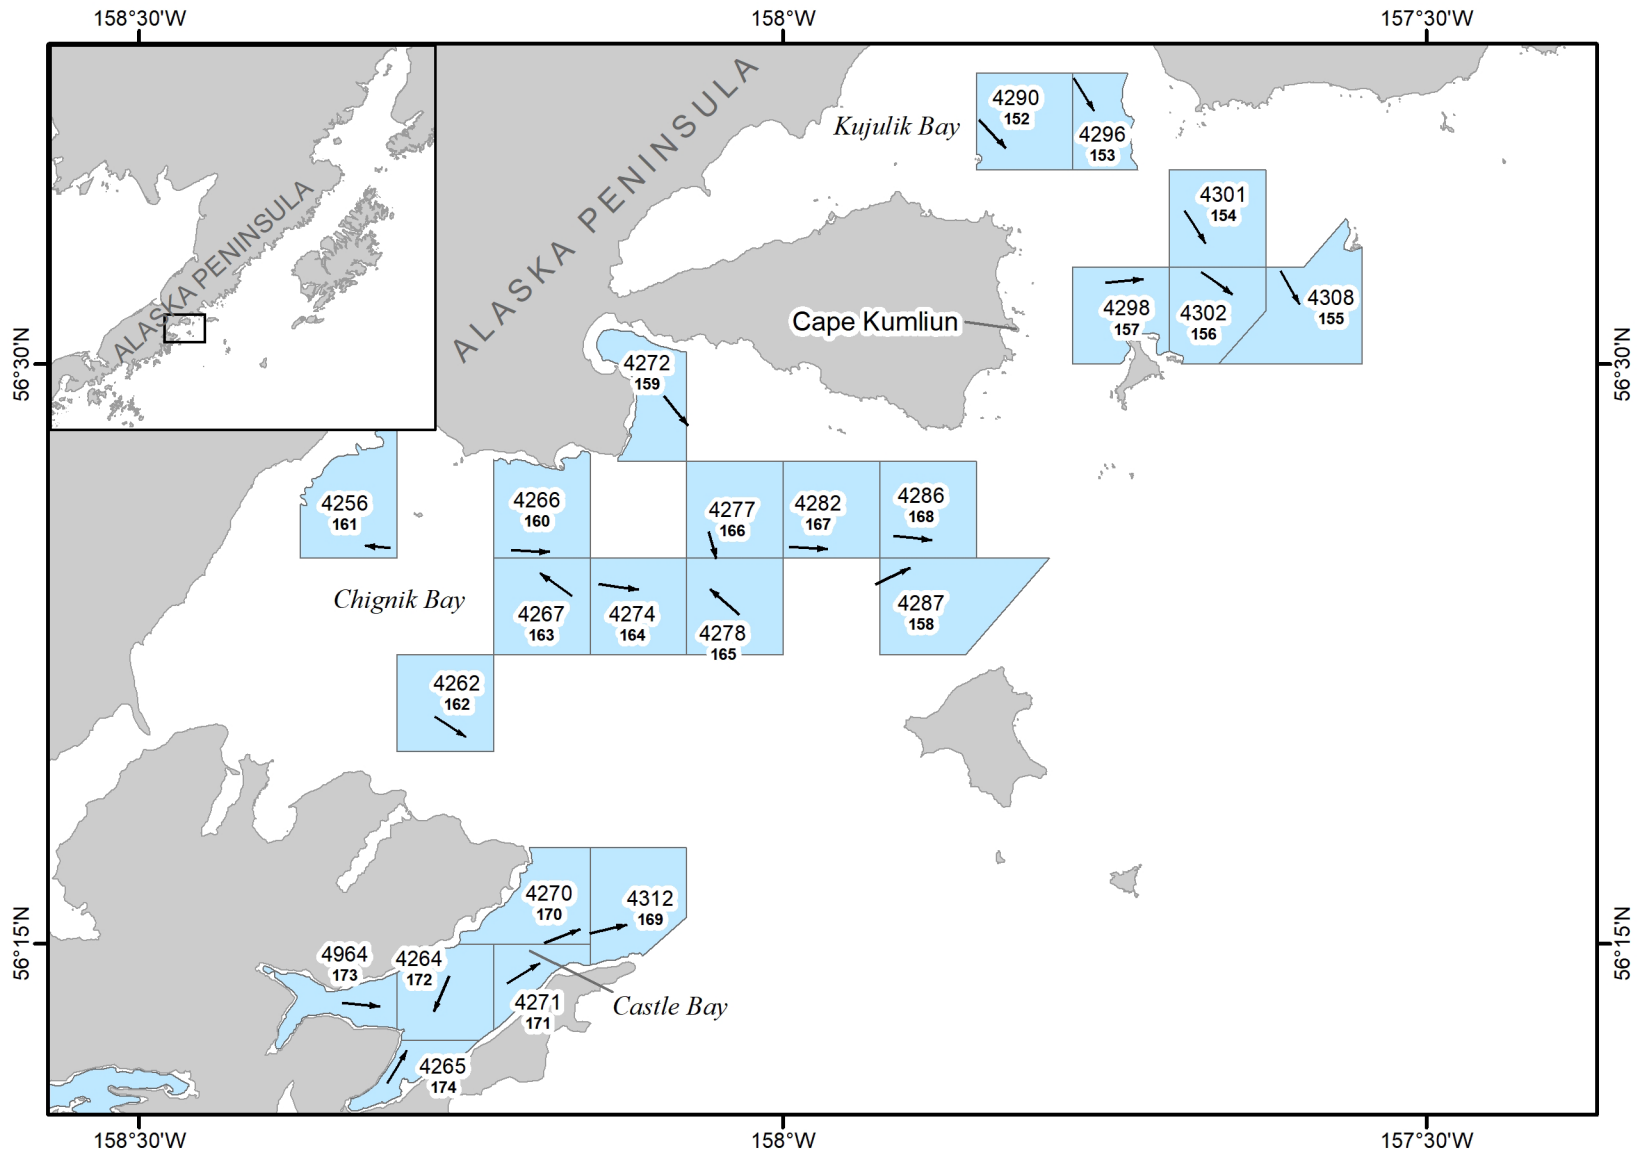 158°30'W
158°W
157°30'W
ALASKA PENINSULA
ALASKA PENINSULA
Kujulik Bay
4290
152
4296
153
4301
154
4298
157
4302
156
4308
155
Cape Kumliun
56°30'N
56°30'N
4272
159
4256
161
4266
160
4277
166
4282
167
4286
168
Chignik Bay
4267
163
4274
164
4278
165
4287
158
4262
162
4270
170
4312
169
56°15'N
56°15'N
4964
173
4264
172
4271
171
Castle Bay
4265
174
158°30'W
158°W
157°30'W